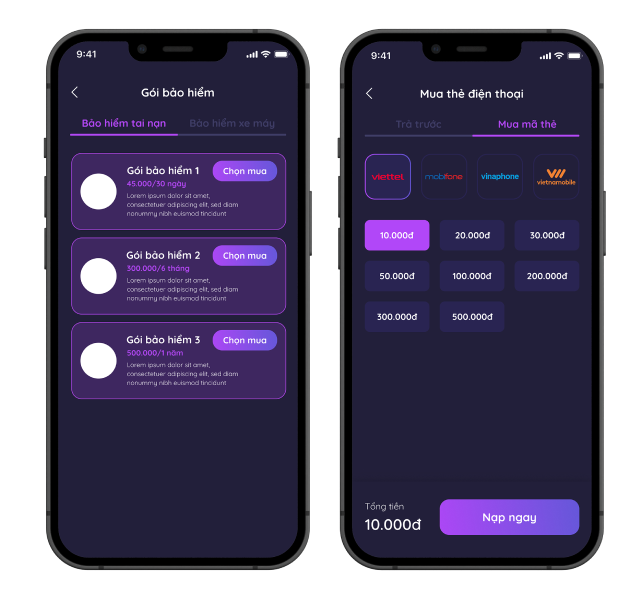 9:41
Gói bảo hiểm
Bảo hiểm tai nạn Bảo hiểm xe máy
Gói bảo hiểm 1
Chọn mua
45.000/30 ngày
Lorem ipsum dolor sit amet,
consectetuer adipiscing elit, sed diam
nonummy nibh euismod tincidunt
Gói bảo hiểm 2
Chọn mua
300.000/6 tháng
Lorem ipsum dolor sit amet,
consectetuer adipiscing elit, sed diam
nonummy nibh euismod tincidunt
Gói bảo hiểm 3
Chọn mua
500.000/1 năm
Lorem ipsum dolor sit amet,
consectetuer adipiscing elit, sed diam
nonummy nibh euismod tincidunt
9:41
Mua thẻ điện thoại
Trả trước Mua mã thẻ
viettel mobifone vinaphone vietnamobile
10.000đ 20.000đ 30.000đ
50.000đ 100.000đ 200.000đ
300.000đ 500.000đ
Tổng tiền
10.000đ
Nạp ngay